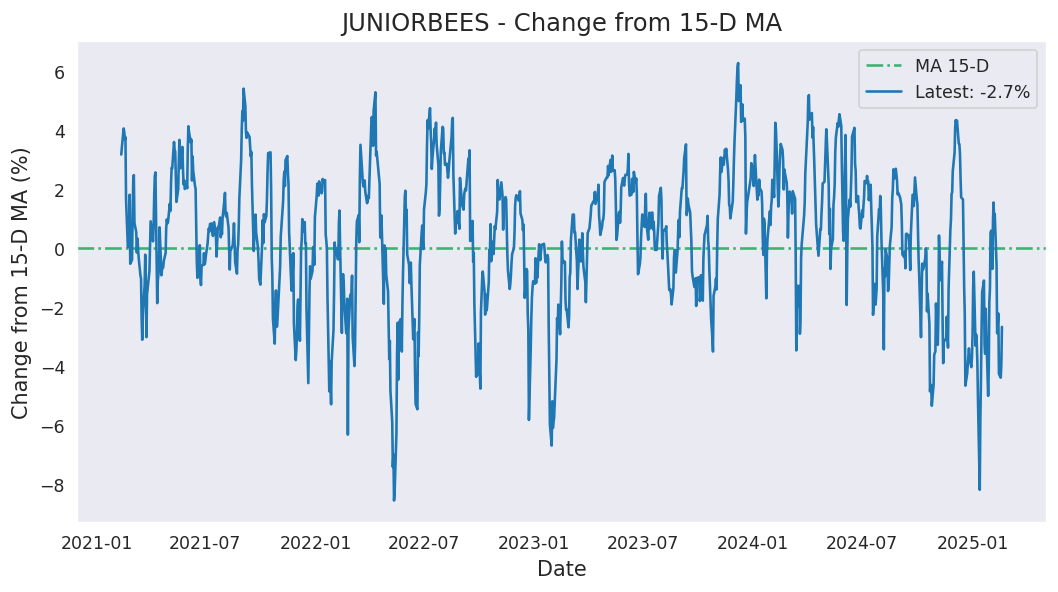 JUNIORBEES - Change from 15-D MA
MA 15-D
Latest: -2.7%
Change from 15-D MA (%)
6
4
2
0
−2
−4
−6
−8
2021-01 2021-07 2022-01 2022-07 2023-01 2023-07 2024-01 2024-07 2025-01
Date